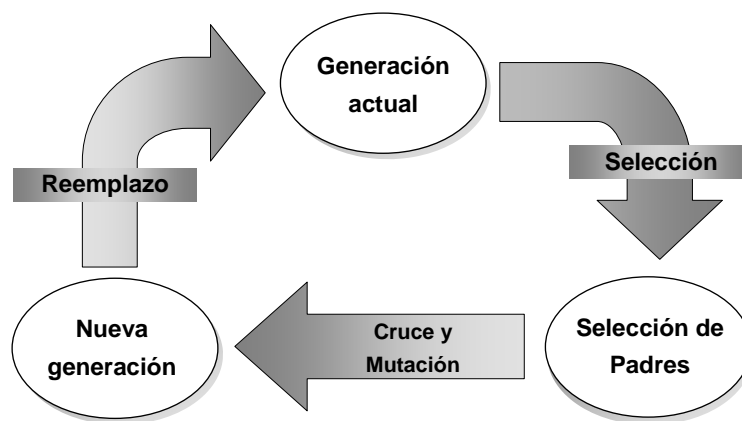 Generación
actual
Selección
Reemplazo
Selección de
Padres
Cruce y
Mutación
Nueva
generación